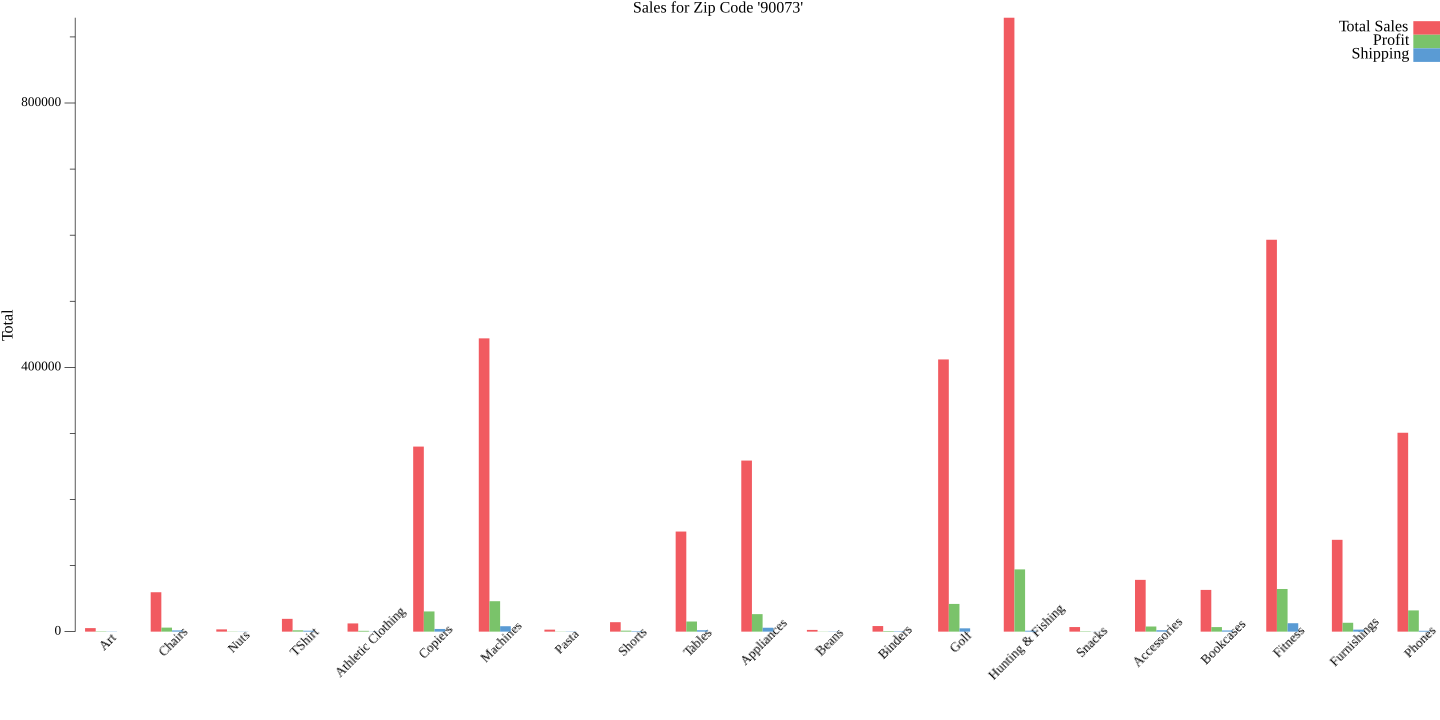 Sales for Zip Code '90073'
Total Sales
Profit
Shipping
800000
400000
0
Total
Art
Chairs
Nuts
TShirt
Athletic Clothing
Copiers
Machines
Pasta
Shorts
Tables
Appliances
Beans
Binders
Golf
Hunting & Fishing
Snacks
Accessories
Bookcases
Fitness
Furnishings
Phones